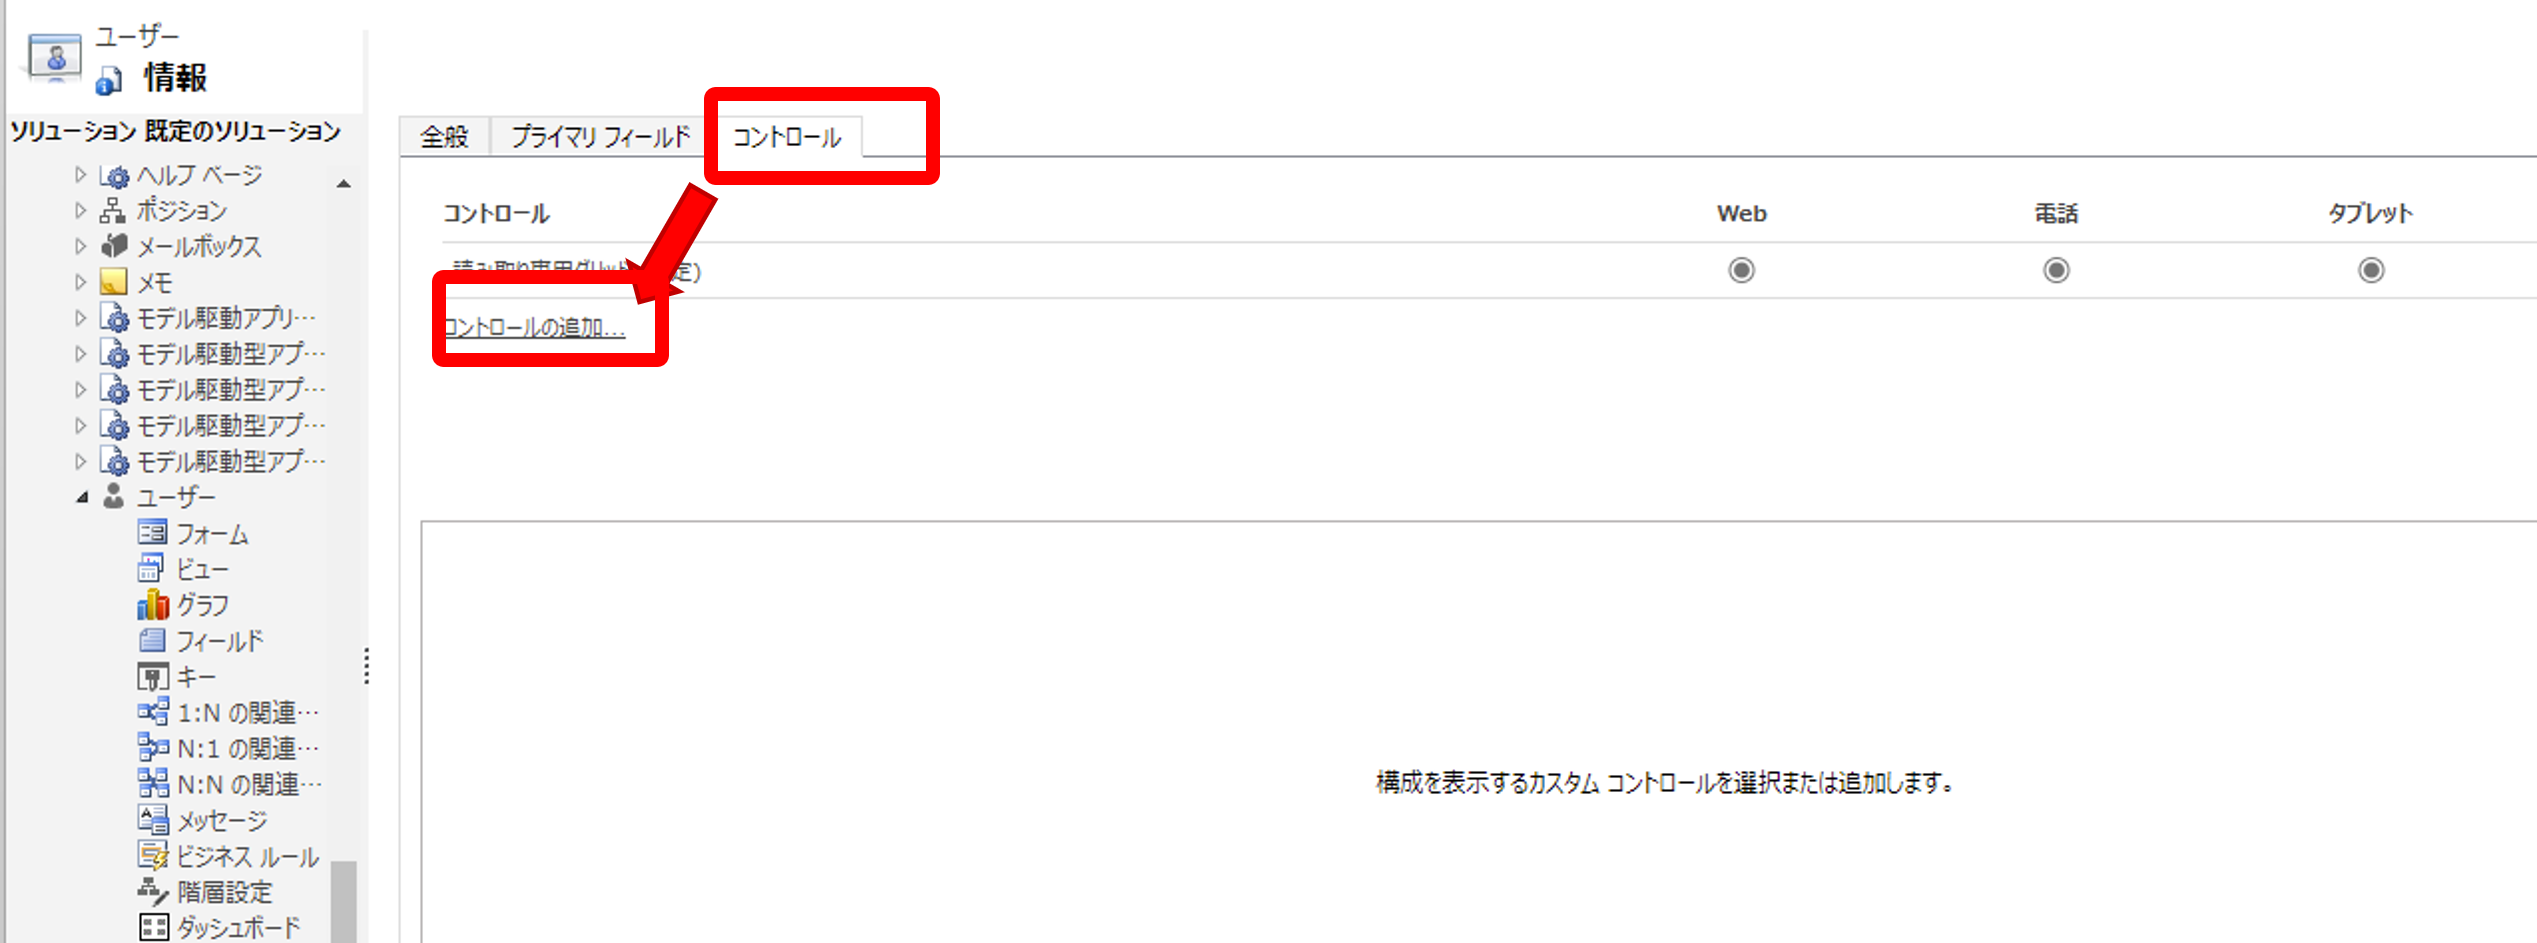 ユーザー
情報
ソリューション 既定のソリューション
ヘルプ ページ
ポジション
メールボックス
メモ
モデル駆動アプリ…
モデル駆動型アプ…
モデル駆動型アプ…
モデル駆動型アプ…
モデル駆動型アプ…
ユーザー
フォーム
ビュー
グラフ
フィールド
キー
1:N の関連…
N:1 の関連…
N:N の関連…
メッセージ
ビジネス ルール
階層設定
ダッシュボード
全般 プライマリ フィールド コントロール
コントロール Web 電話 タブレット
読み取り専用グリッド 定)
コントロールの追加...
構成を表示するカスタム コントロールを選択または追加します。